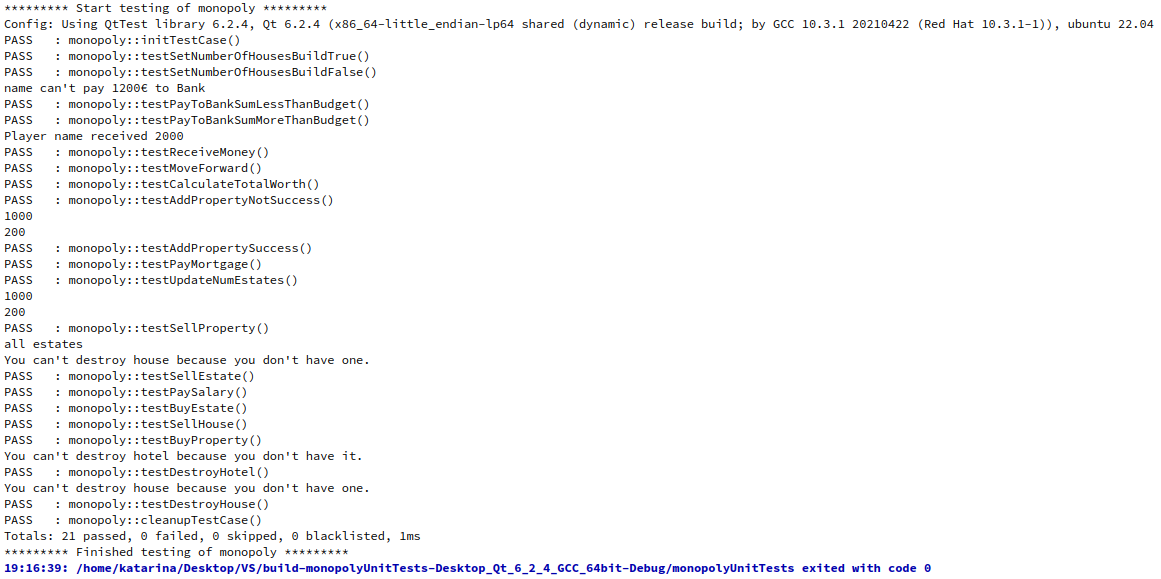 ********* Start testing of monopoly *********
Config: Using QtTest library 6.2.4, Qt 6.2.4 (x86_64-little_endian-lp64 shared (dynamic) release build; by GCC 10.3.1 20210422 (Red Hat 10.3.1-1)), ubuntu 22.04
PASS   : monopoly::initTestCase()
PASS   : monopoly::testSetNumberOfHousesBuildTrue()
PASS   : monopoly::testSetNumberOfHousesBuildFalse()
name can't pay 1200€ to Bank
PASS   : monopoly::testPayToBankSumLessThanBudget()
PASS   : monopoly::testPayToBankSumMoreThanBudget()
Player name received 2000
PASS   : monopoly::testReceiveMoney()
PASS   : monopoly::testMoveForward()
PASS   : monopoly::testCalculateTotalWorth()
PASS   : monopoly::testAddPropertyNotSuccess()
1000
200
PASS   : monopoly::testAddPropertySuccess()
PASS   : monopoly::testPayMortgage()
PASS   : monopoly::testUpdateNumEstates()
1000
200
PASS   : monopoly::testSellProperty()
all estates
You can't destroy house because you don't have one.
PASS   : monopoly::testSellEstate()
PASS   : monopoly::testPaySalary()
PASS   : monopoly::testBuyEstate()
PASS   : monopoly::testSellHouse()
PASS   : monopoly::testBuyProperty()
You can't destroy hotel because you don't have it.
PASS   : monopoly::testDestroyHotel()
You can't destroy house because you don't have one.
PASS   : monopoly::testDestroyHouse()
PASS   : monopoly::cleanupTestCase()
Totals: 21 passed, 0 failed, 0 skipped, 0 blacklisted, 1ms
********* Finished testing of monopoly *********
19:16:39: /home/katarina/Desktop/VS/build-monopolyUnitTests-Desktop_Qt_6_2_4_GCC_64bit-Debug/monopolyUnitTests exited with code 0